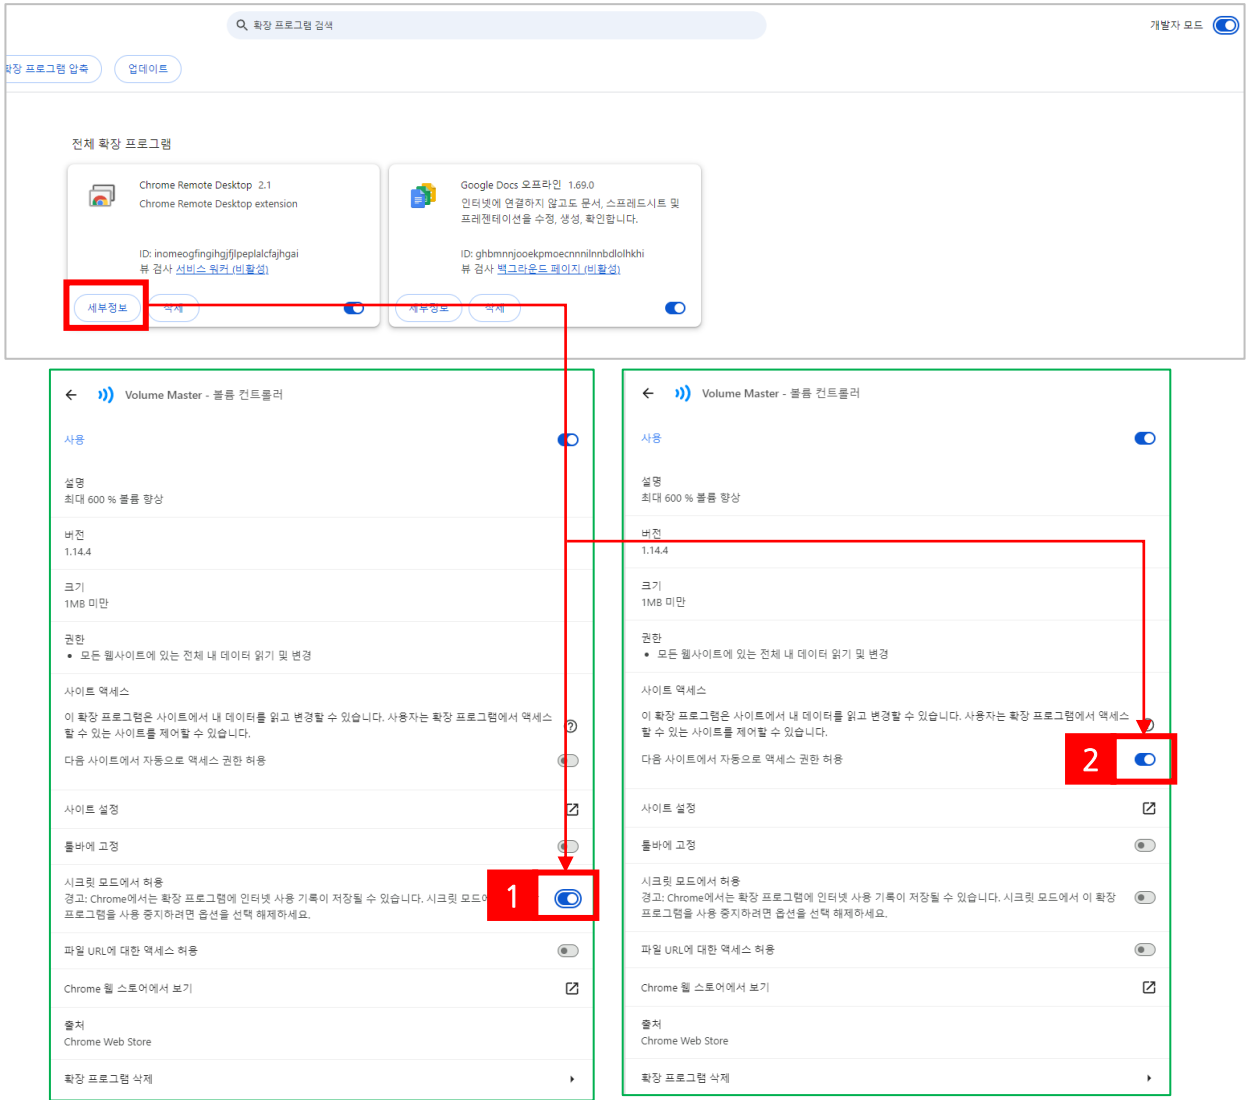 확장 프로그램 검색
개발자 모드
확장 프로그램 압축
업데이트
전체 확장 프로그램
Chrome Remote Desktop 2.1
Chrome Remote Desktop extension
ID: inomeogfingihgjfjlpeplalcfajhgai
뷰 검사 서비스 워커 (비활성)
세부정보
삭제
Google Docs 오프라인 1.69.0
인터넷에 연결하지 않고도 문서, 스프레드시트 및
프레젠테이션을 수정, 생성, 확인합니다.
ID: ghbmnnjooekpmoecnnnilnnbdlolhkhi
뷰 검사 백그라운드 페이지 (비활성)
세부정보
삭제
Volume Master - 볼륨 컨트롤러
사용
설명
최대 600 % 볼륨 향상
버전
1.14.4
크기
1MB 미만
권한
• 모든 웹사이트에 있는 전체 내 데이터 읽기 및 변경
사이트 액세스
이 확장 프로그램은 사이트에서 내 데이터를 읽고 변경할 수 있습니다. 사용자는 확장 프로그램에서 액세스
할 수 있는 사이트를 제어할 수 있습니다.
다음 사이트에서 자동으로 액세스 권한 허용
사이트 설정
툴바에 고정
시크릿 모드에서 허용
경고: Chrome에서는 확장 프로그램에 인터넷 사용 기록이 저장될 수 있습니다. 시크릿 모드에
프로그램을 사용 중지하려면 옵션을 선택 해제하세요.
1
파일 URL에 대한 액세스 허용
Chrome 웹 스토어에서 보기
출처
Chrome Web Store
확장 프로그램 삭제
Volume Master - 볼륨 컨트롤러
사용
설명
최대 600 % 볼륨 향상
버전
1.14.4
크기
1MB 미만
권한
• 모든 웹사이트에 있는 전체 내 데이터 읽기 및 변경
사이트 액세스
이 확장 프로그램은 사이트에서 내 데이터를 읽고 변경할 수 있습니다. 사용자는 확장 프로그램에서 액세스
할 수 있는 사이트를 제어할 수 있습니다.
다음 사이트에서 자동으로 액세스 권한 허용
2
사이트 설정
툴바에 고정
시크릿 모드에서 허용
경고: Chrome에서는 확장 프로그램에 인터넷 사용 기록이 저장될 수 있습니다. 시크릿 모드에서 이 확장
프로그램을 사용 중지하려면 옵션을 선택 해제하세요.
파일 URL에 대한 액세스 허용
Chrome 웹 스토어에서 보기
출처
Chrome Web Store
확장 프로그램 삭제